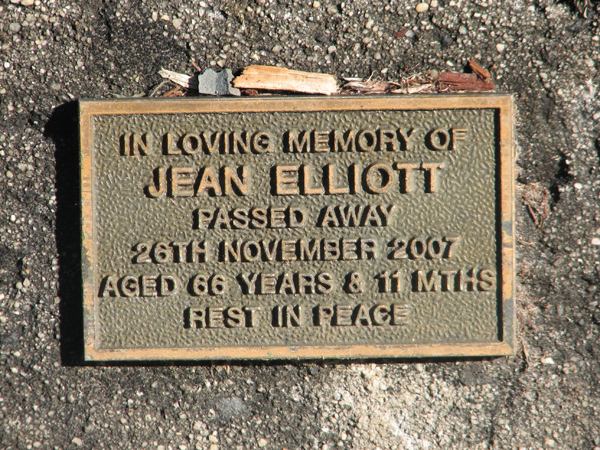 IN LOVING MEMORY OF
JEAN ELLIOTT
PASSED AWAY
26TH NOVEMBER 2007
AGED 66 YEARS & 11 MTHS
REST IN PEACE